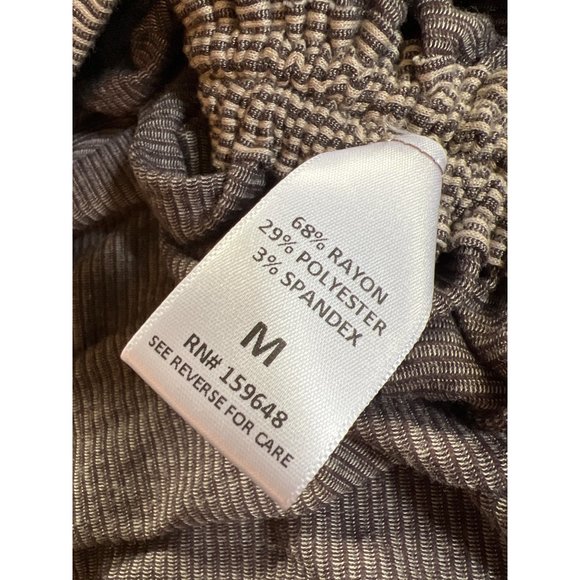 68% RAYON
29% POLYESTER
3% SPANDEX
M
RN# 159648
SEE REVERSE FOR CARE